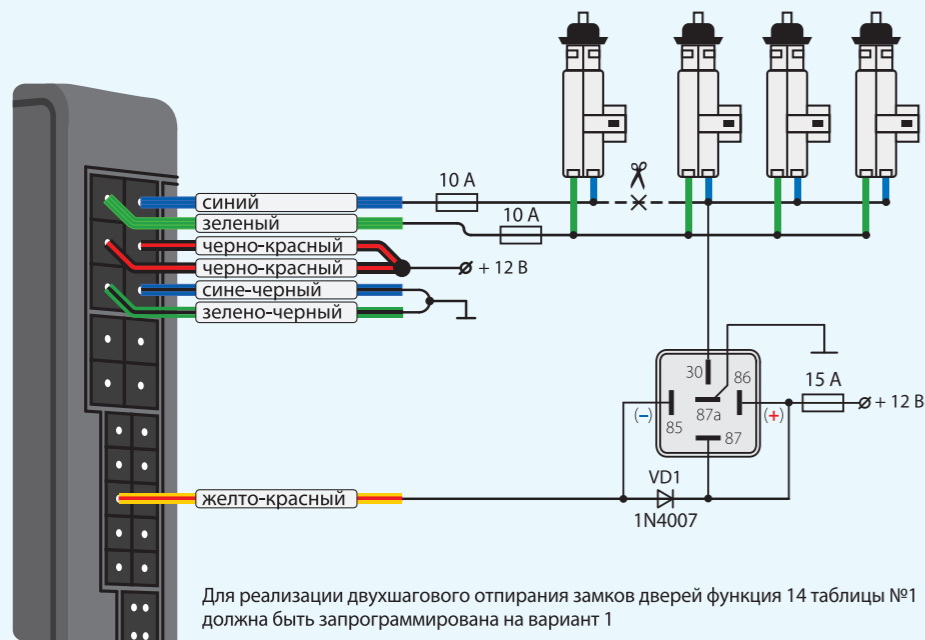 10 А
синий
зеленый
10 А
черно-красный
черно-красный
+ 12 В
сине-черный
зелено-черный
30
86
15 А
(–)
87a
(+)
+ 12 В
85
87
VD1
желто-красный
1N4007
Для реализации двухшагового отпирания замков дверей функция 14 таблицы №1
должна быть запрограммирована на вариант 1